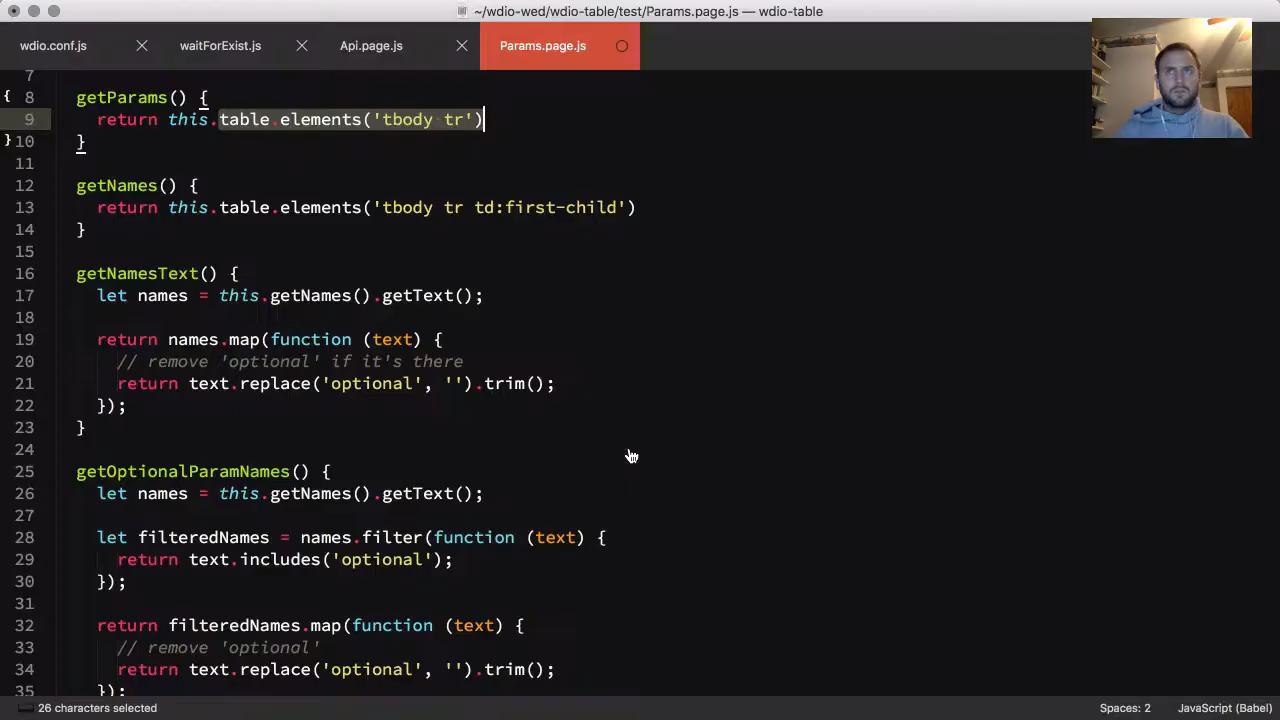 ~/wdio-wed/wdio-table/test/Params.page.js — wdio-table
wdio.conf.js
waitForExist.js
Api.page.js
Params.page.js
7
{ 8 getParams() {
9 return this.table.elements('tbody tr')
} 10 }
11
12 getNames() {
13 return this.table.elements('tbody tr td:first-child')
14 }
15
16 getNamesText() {
17 let names = this.getNames().getText();
18
19 return names.map(function (text) {
20 // remove 'optional' if it's there
21 return text.replace('optional', '').trim();
22 });
23 }
24
25 getOptionalParamNames() {
26 let names = this.getNames().getText();
27
28 let filteredNames = names.filter(function (text) {
29 return text.includes('optional');
30 });
31
32 return filteredNames.map(function (text) {
33 // remove 'optional'
34 return text.replace('optional', '').trim();
35 });
26 characters selected
Spaces: 2
JavaScript (Babel)